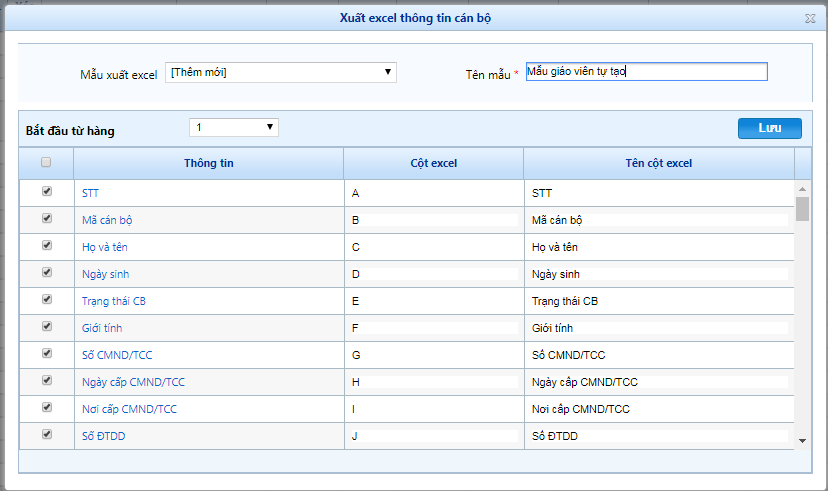 Xuất excel thông tin cán bộ
Mẫu xuất excel [Thêm mới] Tên mẫu * Mẫu giáo viên tự tạo
Bắt đầu từ hàng 1 Lưu
Thông tin Cột excel Tên cột excel
STT A STT
Mã cán bộ B Mã cán bộ
Họ và tên C Họ và tên
Ngày sinh D Ngày sinh
Trạng thái CB E Trạng thái CB
Giới tính F Giới tính
Số CMND/TCC G Số CMND/TCC
Ngày cấp CMND/TCC H Ngày cấp CMND/TCC
Nơi cấp CMND/TCC I Nơi cấp CMND/TCC
Số ĐTDD J Số ĐTDD